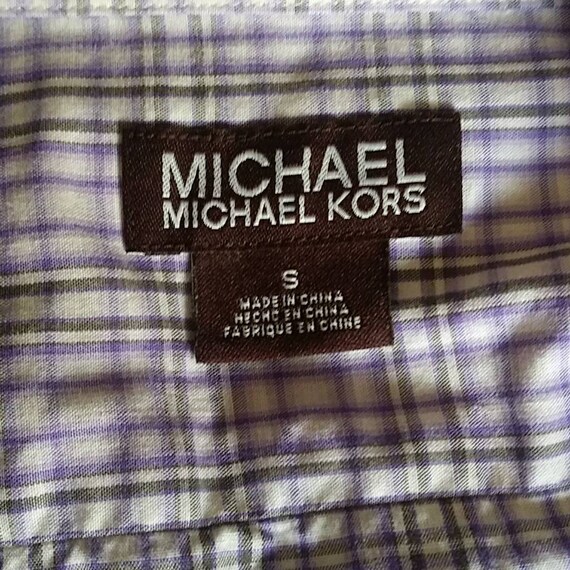 MICHAEL
MICHAEL KORS
S
MADE IN CHINA
HECHO EN CHINA
FABRIQUE EN CHINE